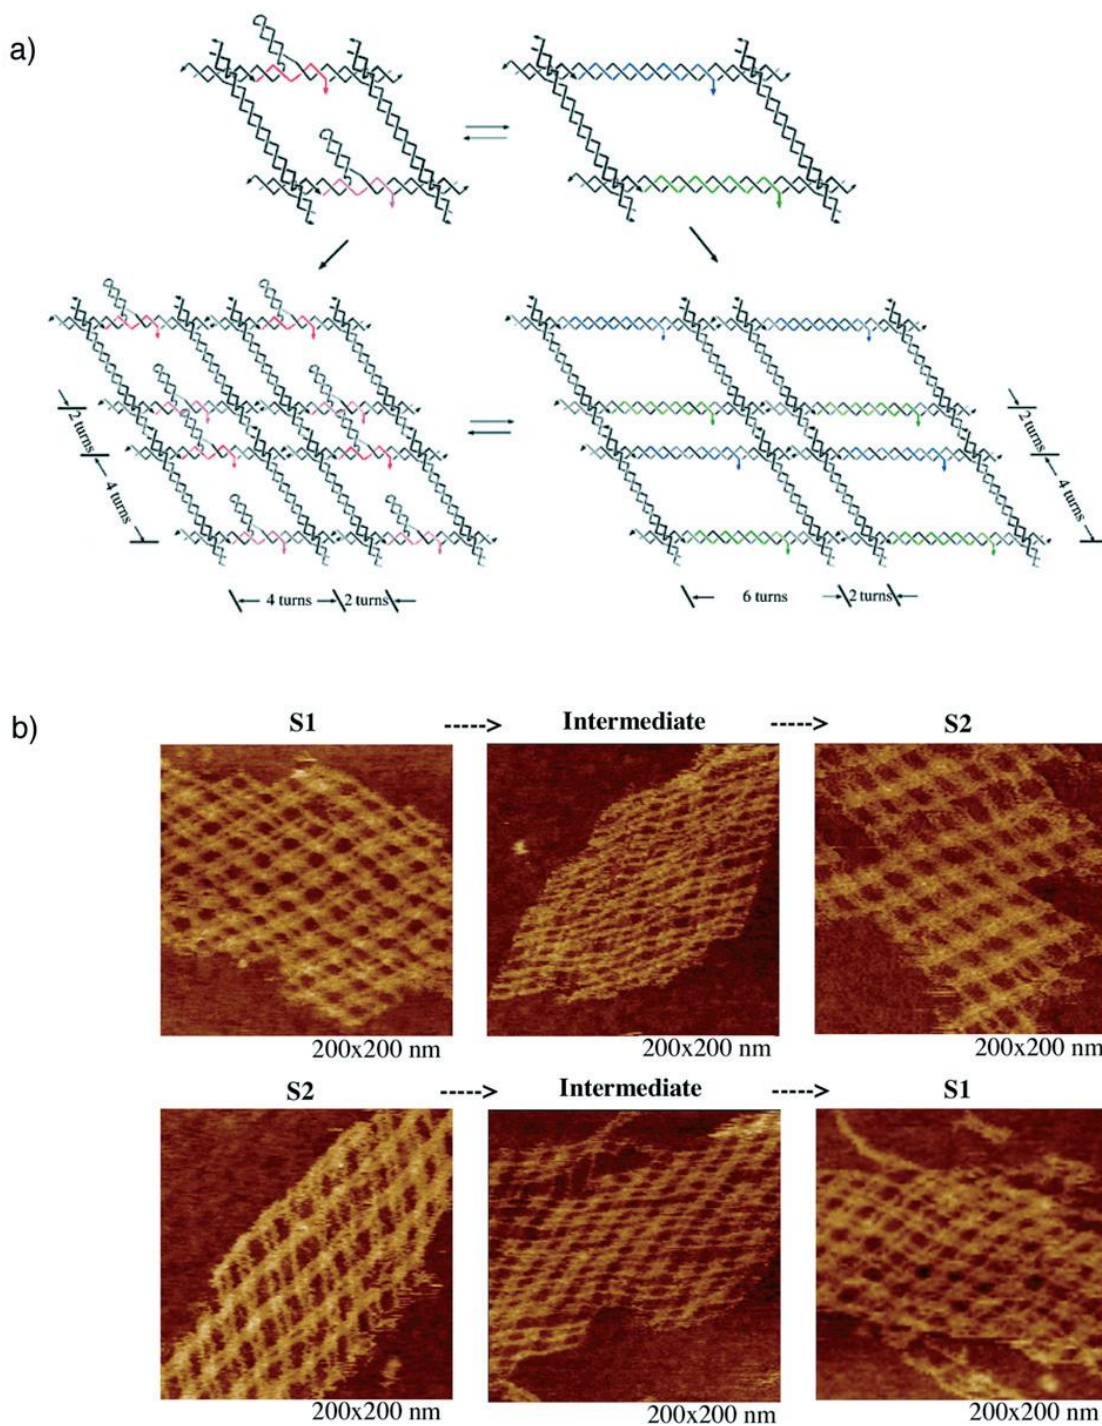 a)
2 turns
4 turns
4 turns
2 turns
2 turns
4 turns
6 turns
2 turns
b)
S1 -----> Intermediate -----> S2
200x200 nm
200x200 nm
200x200 nm
S2 -----> Intermediate -----> S1
200x200 nm
200x200 nm
200x200 nm